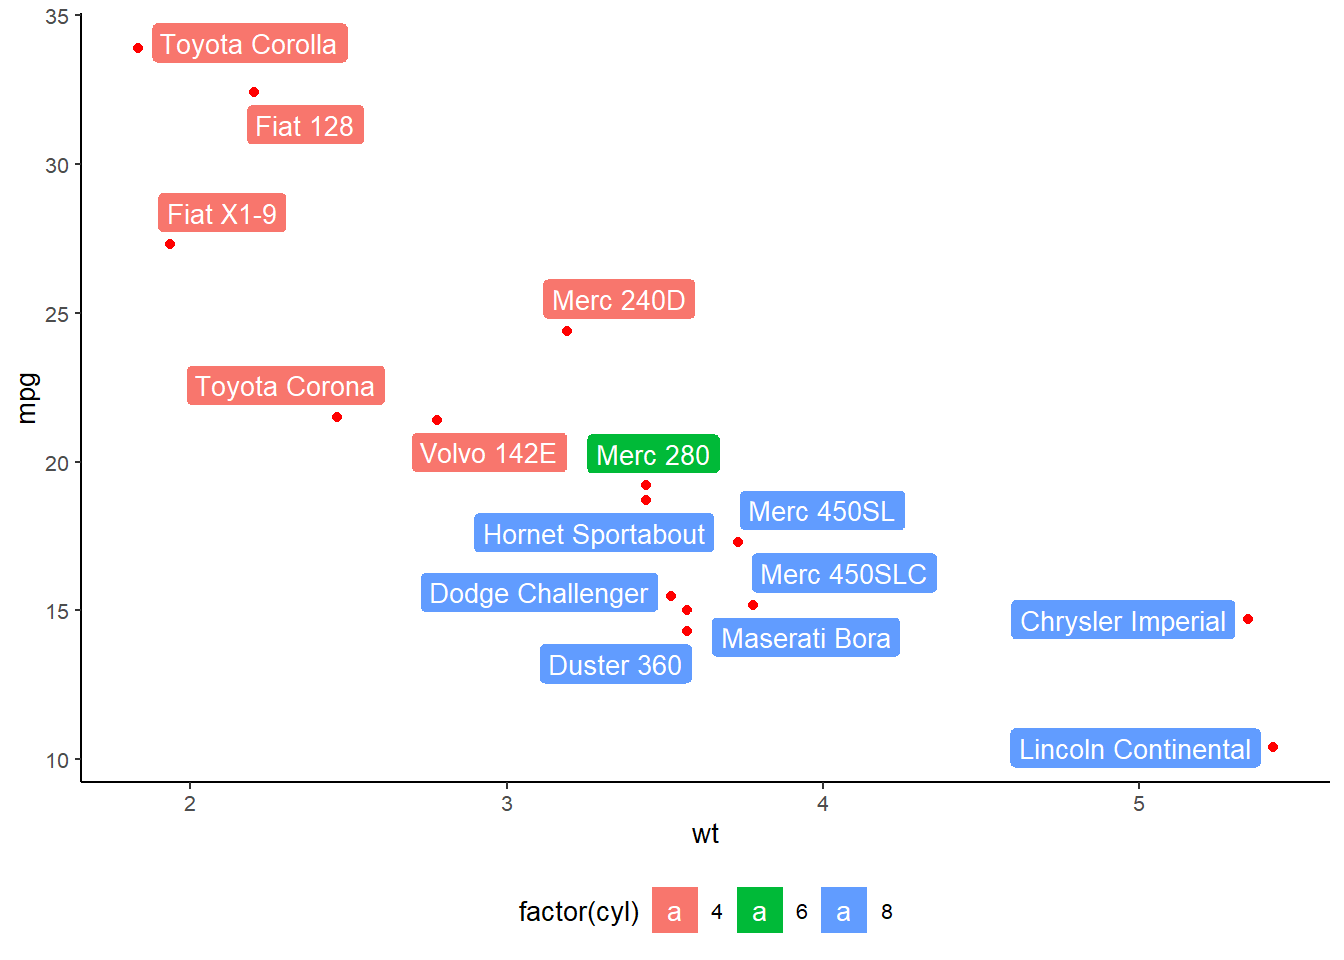 35
Toyota Corolla
Fiat 128
30
Fiat X1-9
Merc 240D
25
Toyota Corona
mpg
Volvo 142E
Merc 280
20
Merc 450SL
Hornet Sportabout
Merc 450SLC
Dodge Challenger
15
Chrysler Imperial
Maserati Bora
Duster 360
Lincoln Continental
10
2 3 4 5
wt
factor(cyl) a 4 a 6 a 8